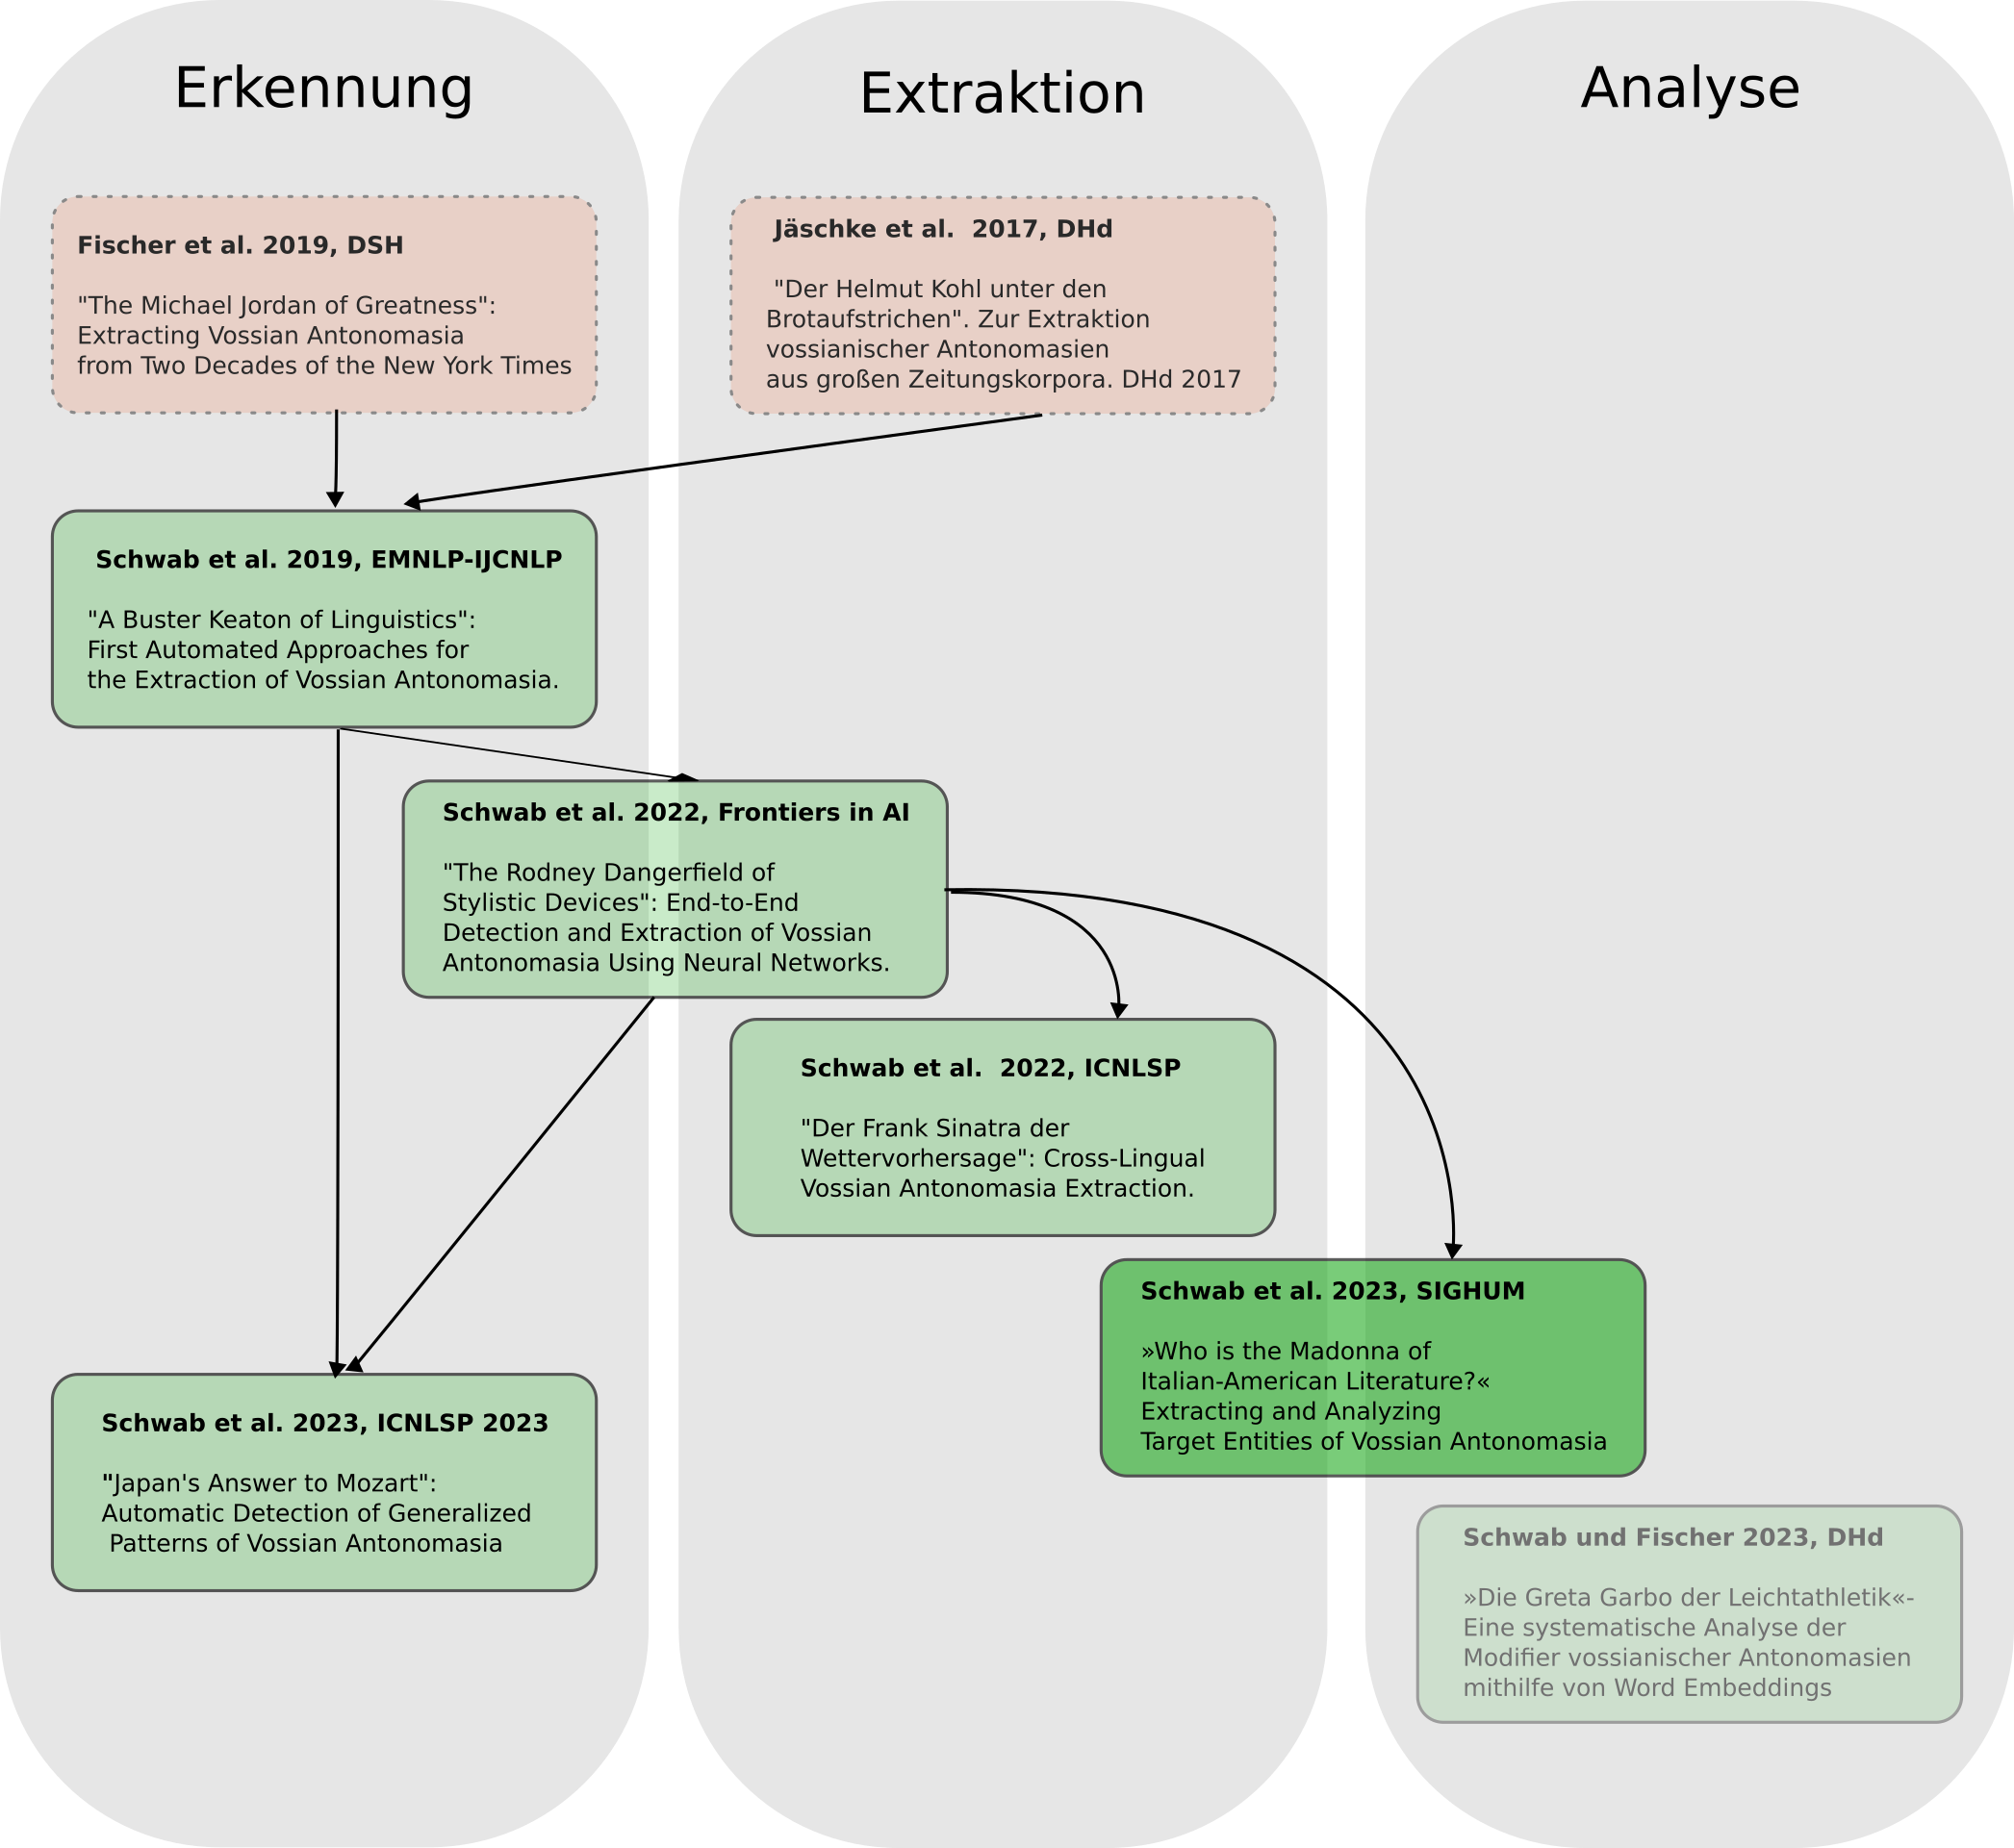 Erkennung
Extraktion
Analyse
Fischer et al. 2019, DSH
"The Michael Jordan of Greatness":
Extracting Vossian Antonomasia
from Two Decades of the New York Times
Jäschke et al.  2017, DHd
"Der Helmut Kohl unter den
Brotaufstrichen". Zur Extraktion
vossianischer Antonomasien
aus großen Zeitungskorpora. DHd 2017
Schwab et al. 2019, EMNLP-IJCNLP
"A Buster Keaton of Linguistics":
First Automated Approaches for
the Extraction of Vossian Antonomasia.
Schwab et al. 2022, Frontiers in AI
"The Rodney Dangerfield of
Stylistic Devices": End-to-End
Detection and Extraction of Vossian
Antonomasia Using Neural Networks.
Schwab et al.  2022, ICNLSP
"Der Frank Sinatra der
Wettervorhersage": Cross-Lingual
Vossian Antonomasia Extraction.
Schwab et al. 2023, SIGHUM
»Who is the Madonna of
Italian-American Literature?«
Extracting and Analyzing
Target Entities of Vossian Antonomasia
Schwab et al. 2023, ICNLSP 2023
"Japan's Answer to Mozart":
Automatic Detection of Generalized
Patterns of Vossian Antonomasia
Schwab und Fischer 2023, DHd
»Die Greta Garbo der Leichtathletik«-
Eine systematische Analyse der
Modifier vossianischer Antonomasien
mithilfe von Word Embeddings